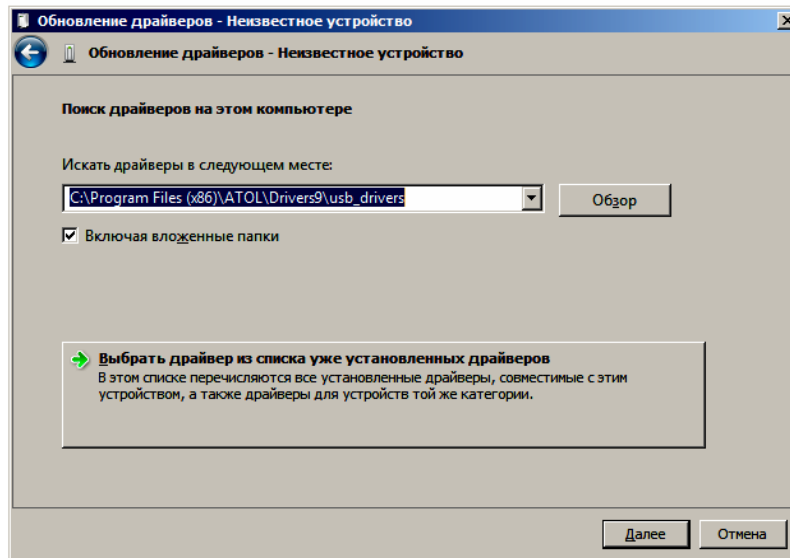 Обновление драйверов - Неизвестное устройство
Обновление драйверов - Неизвестное устройство
Поиск драйверов на этом компьютере
Искать драйверы в следующем месте:
C:\Program Files (x86)\ATOL\Drivers9\usb_drivers
Обзор
Включая вложенные папки
Выбрать драйвер из списка уже установленных драйверов
В этом списке перечисляются все установленные драйверы, совместимые с этим
устройством, а также драйверы для устройств той же категории.
Далее
Отмена